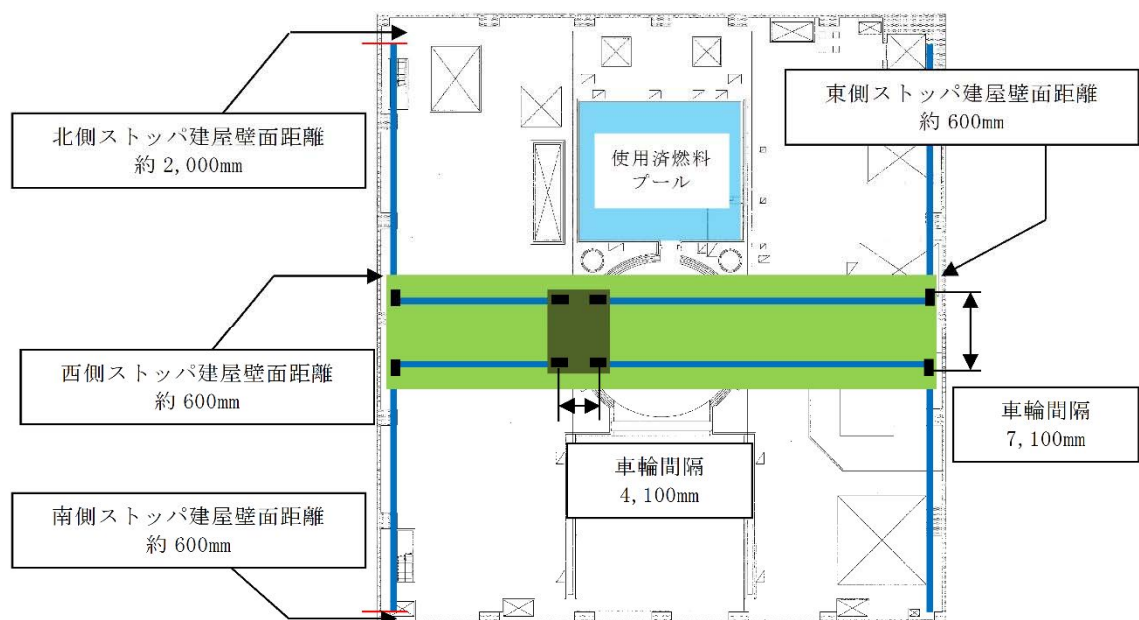 北側ストッパ建屋壁面距離
約 2,000mm
東側ストッパ建屋壁面距離
約 600mm
使用済燃料
プール
西側ストッパ建屋壁面距離
約 600mm
車輪間隔
7,100mm
車輪間隔
4,100mm
南側ストッパ建屋壁面距離
約 600mm